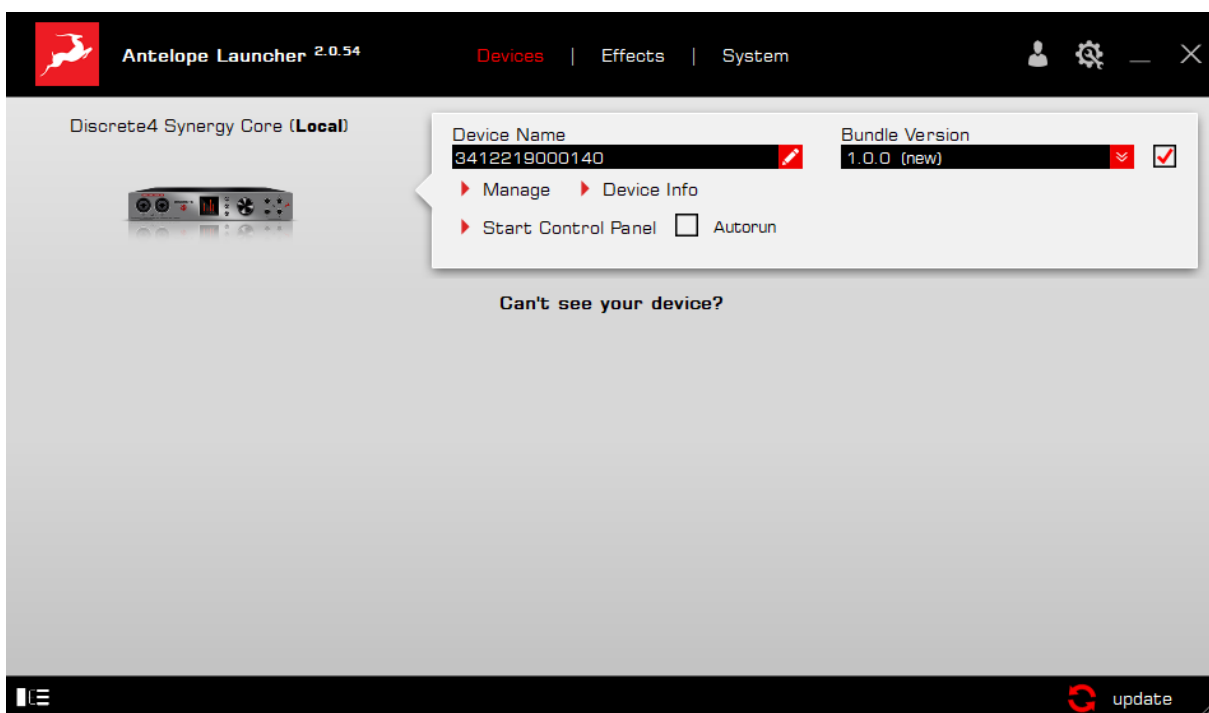 Antelope Launcher 2.0.54
Devices | Effects | System
Discrete4 Synergy Core (Local)
Device Name
3412219000140
Bundle Version
1.0.0 (new)
Manage
Device Info
Start Control Panel
Autorun
Can't see your device?
update